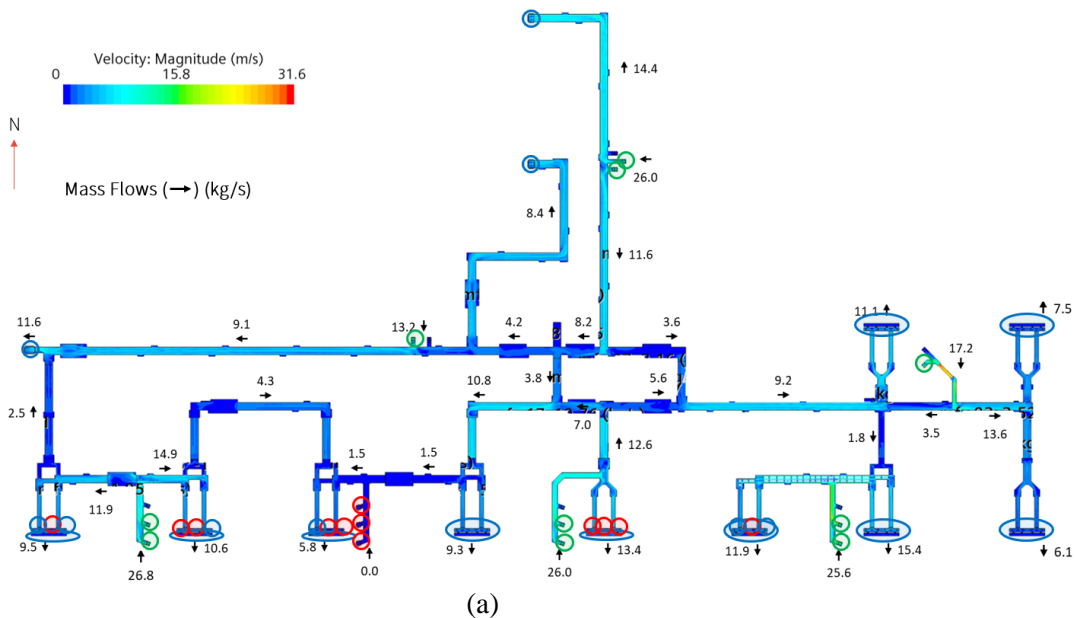 14.4
Velocity: Magnitude (m/s)
0 15.8 31.6
N
26.0
Mass Flows (→) (kg/s)
8.4
11.6
11.6 9.1 13.2 4.2 8.2 3.6 11.1 7.5
17.2
4.3 10.8 3.8 5.6 9.2
2.5 7.0 3.5 13.6
14.9 1.5 1.5 12.6 1.8
11.9
9.5 10.6 5.8 9.3 13.4 11.9 15.4 6.1
26.8 0.0 26.0 25.6
(a)